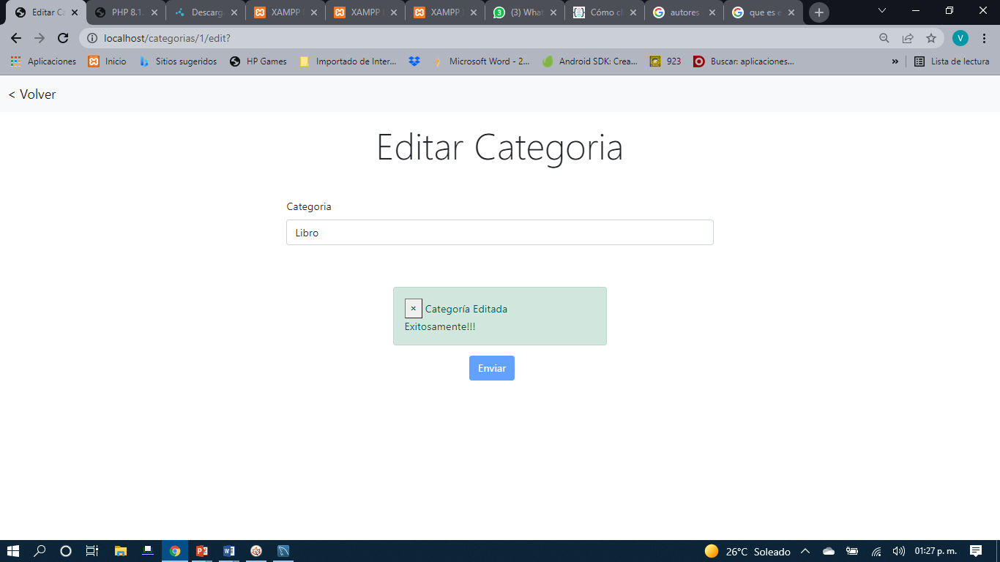 Editar Ca
PHP 8.1.
Descarg
XAMPP
XAMPP
XAMPP
(3) What
Cómo cl
autores
que es e
localhost/categorias/1/edit?
V
Aplicaciones
Inicio
Sitios sugeridos
HP Games
Importado de Inter...
Microsoft Word - 2...
Android SDK: Crea...
923
Buscar: aplicaciones...
»
Lista de lectura
< Volver
Editar Categoria
Categoria
Libro
× Categoría Editada
Exitosamente!!!
Enviar
26°C Soleado
01:27 p. m.